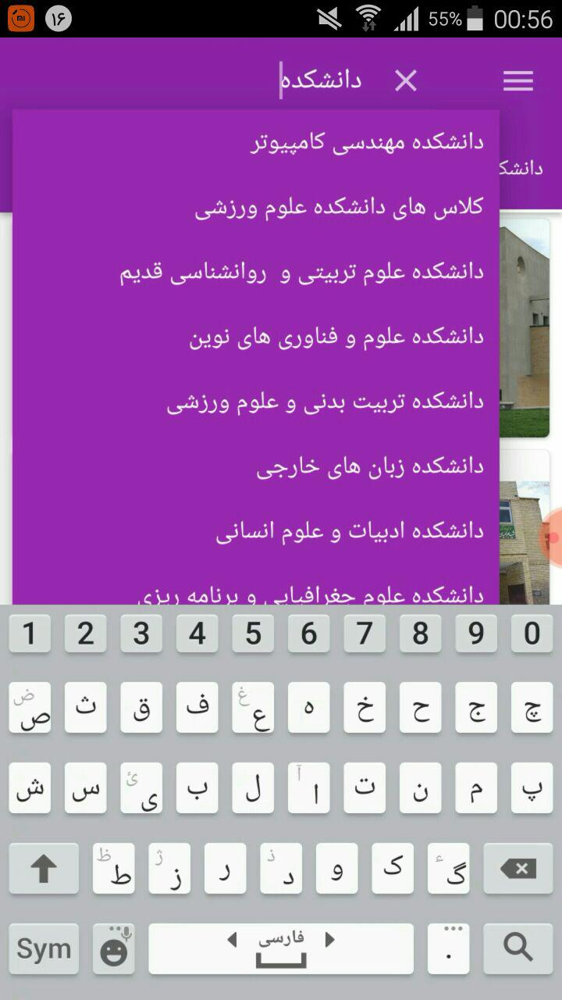 ۱۶ 55% 00:56
دانشکده
دانشک
دانشکده مهندسی کامپیوتر
کلاس های دانشکده علوم ورزشی
دانشکده علوم تربیتی و روانشناسی قدیم
دانشکده علوم و فناوری های نوین
دانشکده تربیت بدنی و علوم ورزشی
دانشکده زبان های خارجی
دانشکده ادبیات و علوم انسانی
دانشکده علوم جغرافیایی و برنامه ریزی
1 2 3 4 5 6 7 8 9 0
ض ص ث ق ف غ ع ه خ ح ج چ
ش س ئ ی ب ل آ ا ت ن م پ
ظ ط ژ ز ر ذ د و ک ء گ
Sym فارسی .